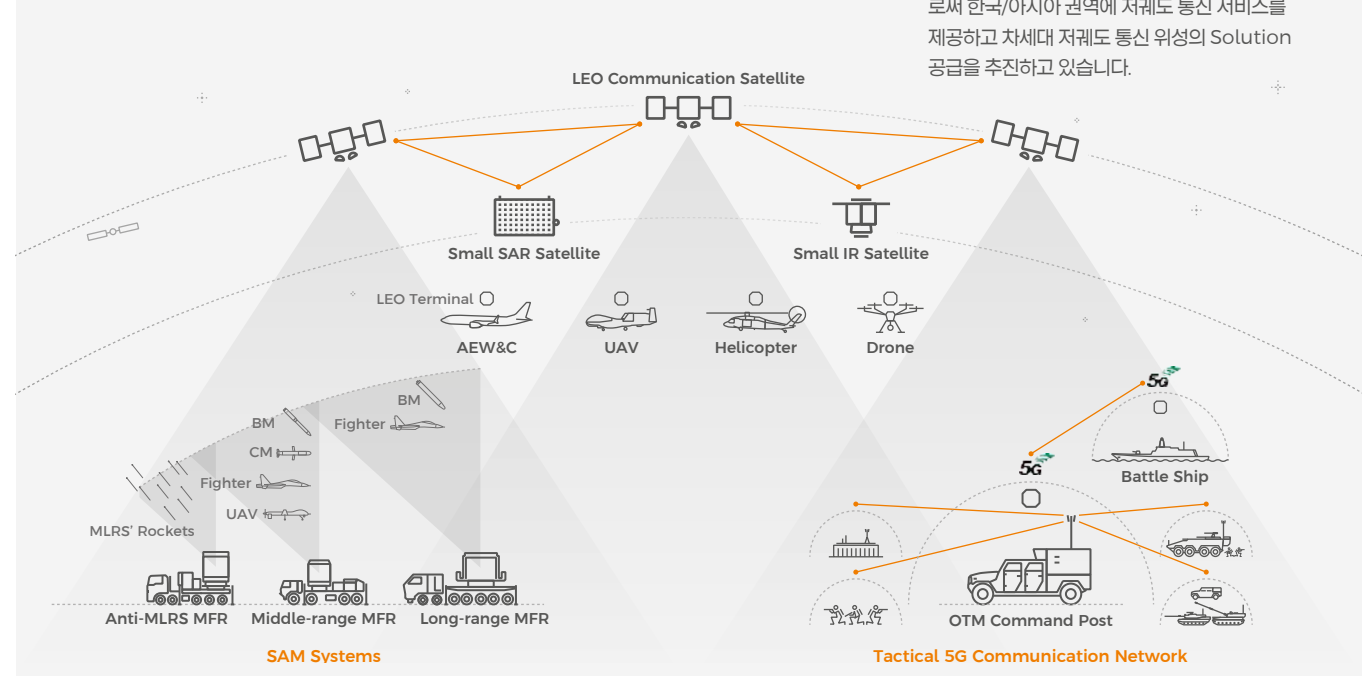 로써 한국/아시아 권역에 저궤도 통신 서비스를
제공하고 차세대 저궤도 통신 위성의 Solution
공급을 추진하고 있습니다.
LEO Communication Satellite
Small SAR Satellite
Small IR Satellite
LEO Terminal
AEW&C
UAV
Helicopter
Drone
BM
Fighter
BM
CM
Fighter
UAV
MLRS' Rockets
Anti-MLRS MFR
Middle-range MFR
Long-range MFR
SAM Systems
5G
Battle Ship
5G
OTM Command Post
Tactical 5G Communication Network